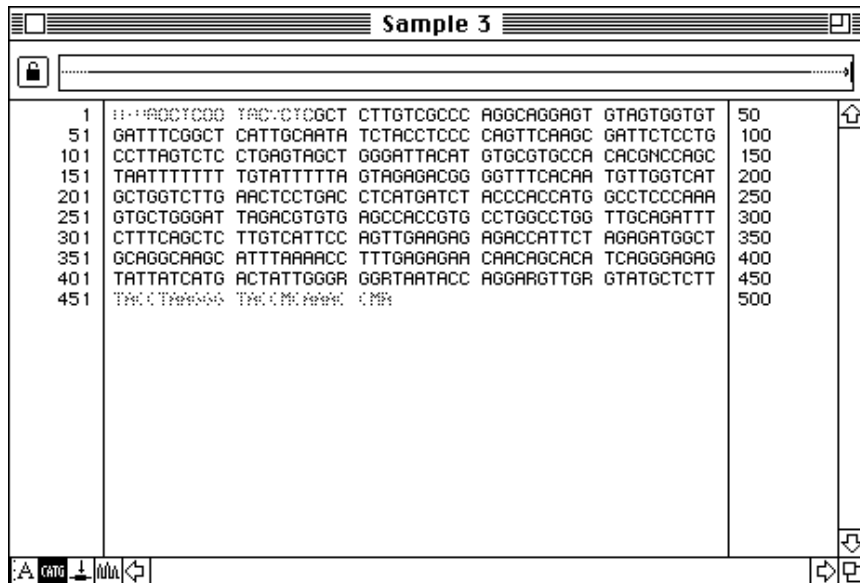 Sample 3
1 GCT CTTGTCGCCC AGGCAGGAGT GTAGTGGTGT 50
51 GATTTCGGCT CATTGCAATA TCTACCTCCC CAGTTCAAGC GATTCTCCTG 100
101 CCTTAGTCTC CTGAGTAGCT GGGATTACAT GTGCGTGCCA CACGNCCAGC 150
151 TAATTTTTTT TGTATTTTTA GTAGAGACGG GGTTTCACAA TGTTGGTCAT 200
201 GCTGGTCTTG AACTCCTGAC CTCATGATCT ACCCACCATG GCCTCCCAAA 250
251 GTGCTGGGAT TAGACGTGTG AGCCACCGTG CCTGGCCTGG TTGCAGATTT 300
301 CTTTCAGCTC TTGTCATTCC AGTTGAAGAG AGACCATTCT AGAGATGGCT 350
351 GCAGGCAAGC ATTTAAAACC TTTGAGAGAA CAACAGCACA TCAGGGAGAG 400
401 TATTATCATG ACTATTGGGR GGRTAATACC AGGARGTTGR GTATGCTCTT 450
451 500
A CATG